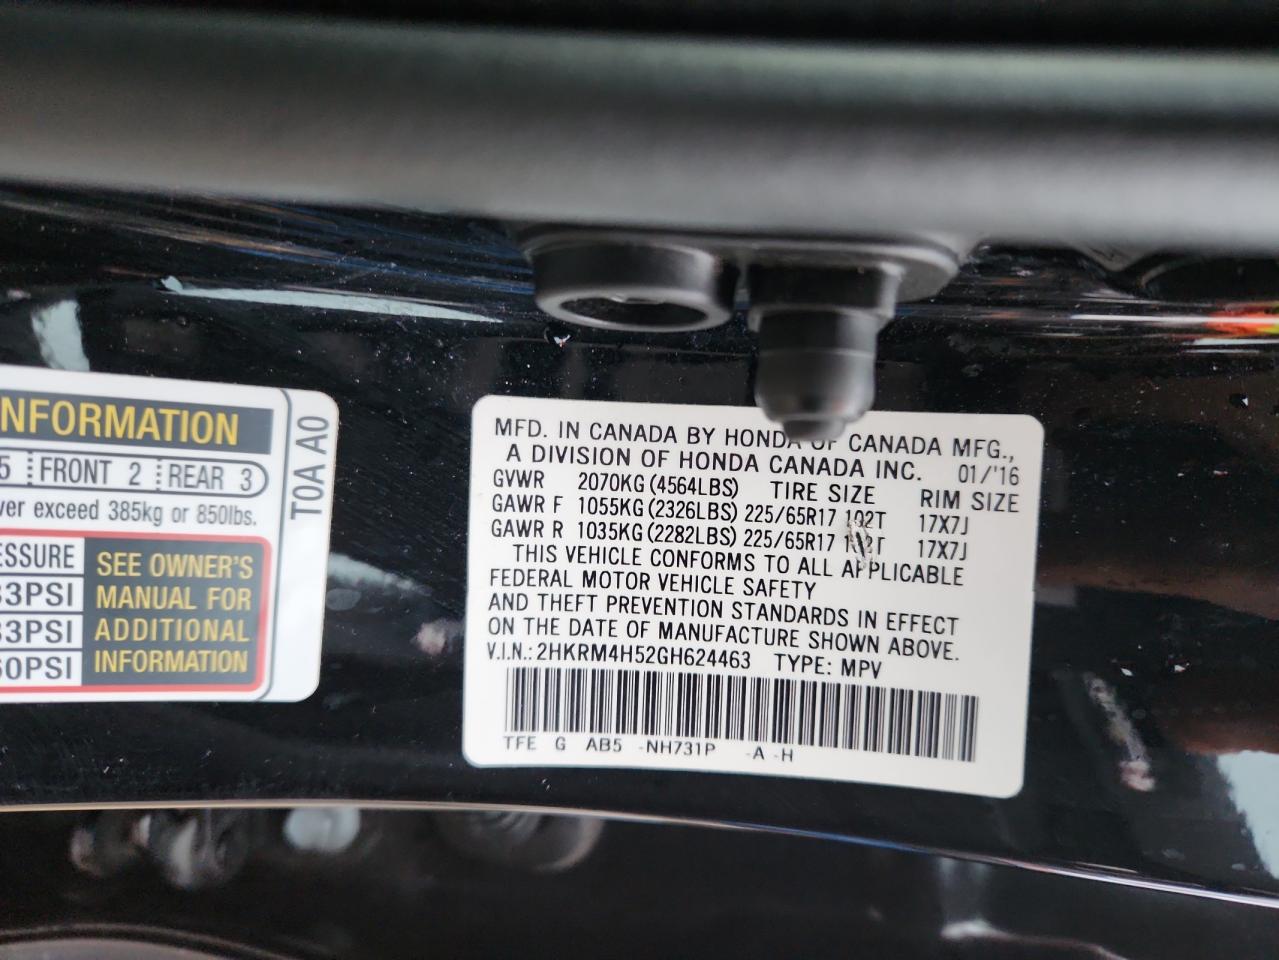 NFORMATION
5 FRONT 2 REAR 3
ver exceed 385kg or 850lbs.
ESSURE
33PSI
33PSI
60PSI
SEE OWNER'S
MANUAL FOR
ADDITIONAL
INFORMATION
T0A A0
MFD. IN CANADA BY HONDA OF CANADA MFG.,
A DIVISION OF HONDA CANADA INC. 01/'16
GVWR 2070KG(4564LBS) TIRE SIZE RIM SIZE
GAWR F 1055KG(2326LBS) 225/65R17 102T 17X7J
GAWR R 1035KG(2282LBS) 225/65R17 17X7J
THIS VEHICLE CONFORMS TO ALL APPLICABLE
FEDERAL MOTOR VEHICLE SAFETY
AND THEFT PREVENTION STANDARDS IN EFFECT
ON THE DATE OF MANUFACTURE SHOWN ABOVE.
V.I.N.: 2HKRM4H52GH624463 TYPE: MPV
TFE G AB5 -NH731P -A -H